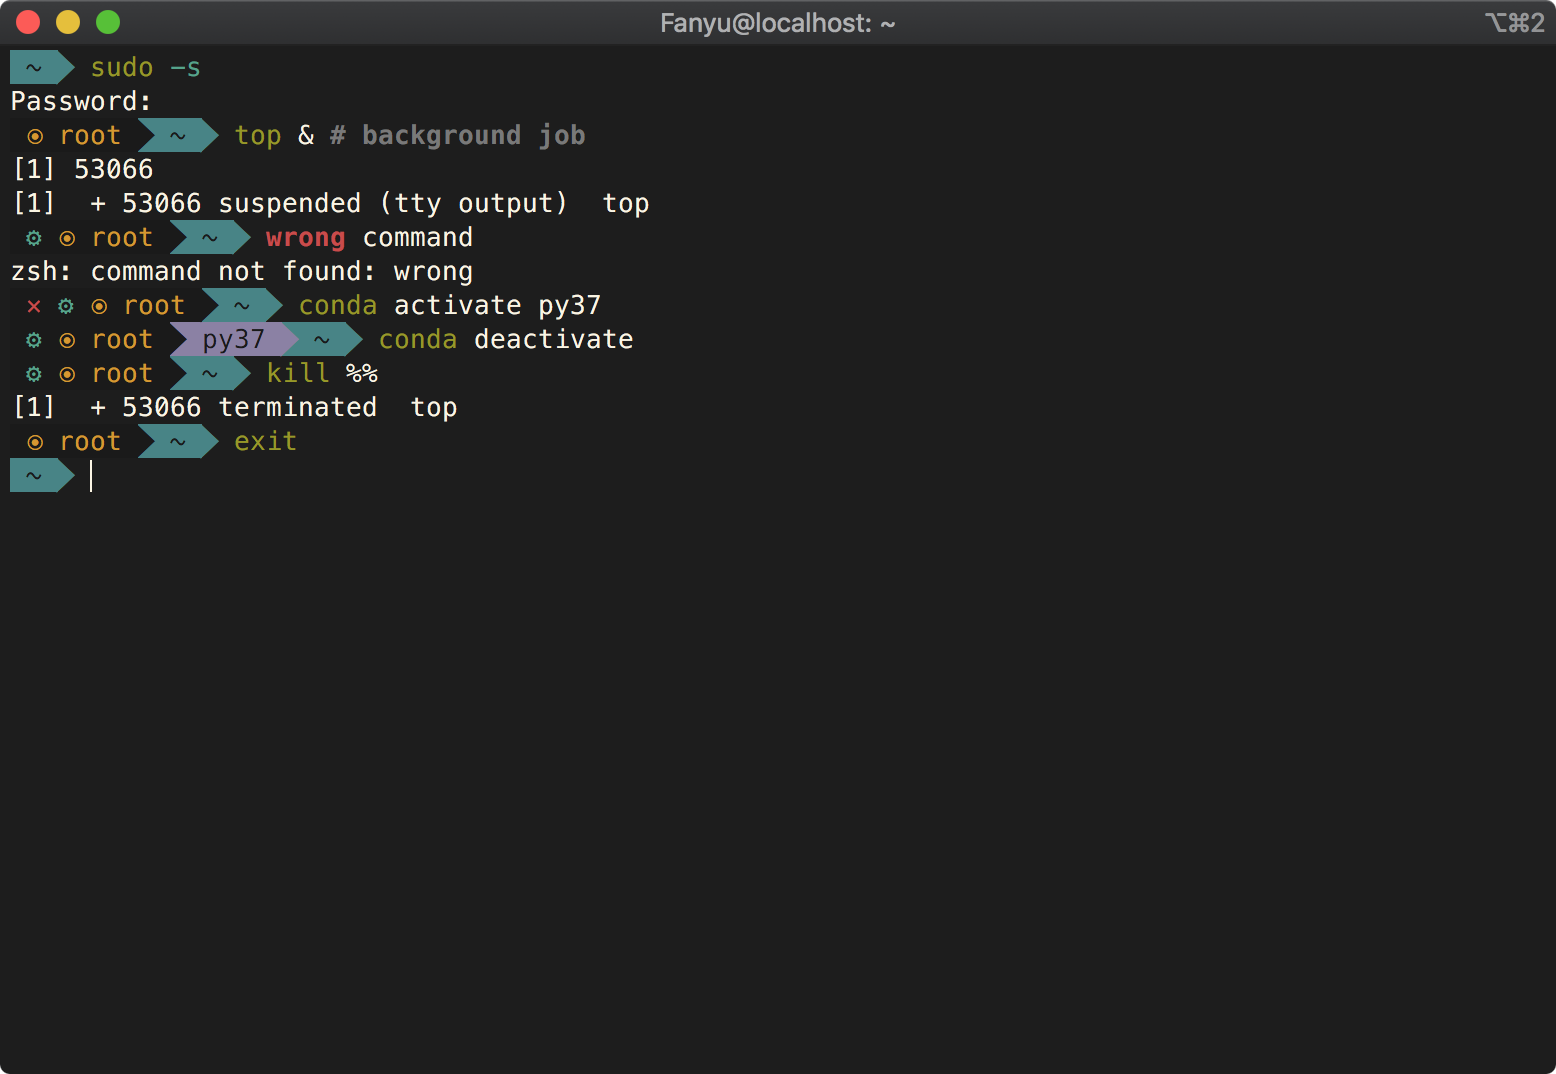 Fanyu@localhost: ~ ⌥⌘2
~ sudo -s
Password:
⊙ root ~ top & # background job
[1] 53066
[1]  + 53066 suspended (tty output)  top
⚙ ⊙ root ~ wrong command
zsh: command not found: wrong
✕ ⚙ ⊙ root ~ conda activate py37
⚙ ⊙ root py37 ~ conda deactivate
⚙ ⊙ root ~ kill %%
[1]  + 53066 terminated  top
⊙ root ~ exit
~